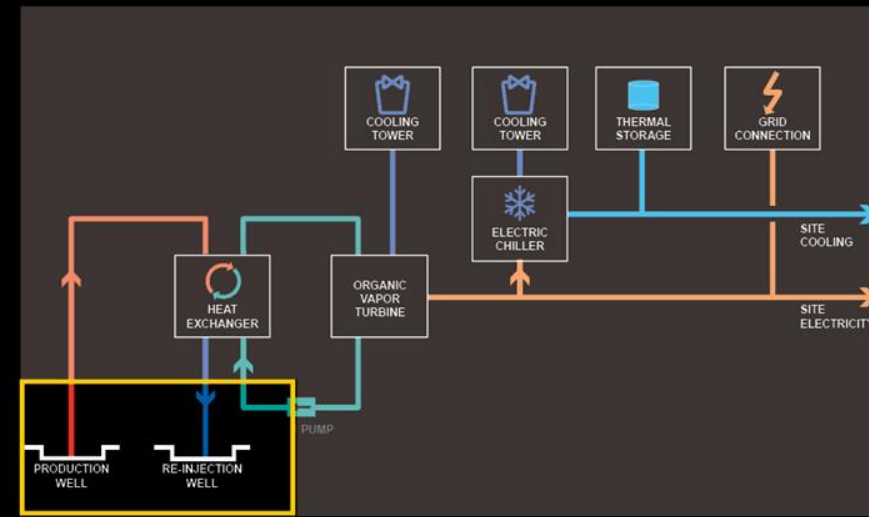 COOLING
TOWER
COOLING
TOWER
THERMAL
STORAGE
GRID
CONNECTION
ELECTRIC
CHILLER
SITE
COOLING
HEAT
EXCHANGER
ORGANIC
VAPOR
TURBINE
SITE
ELECTRICITY
PUMP
PRODUCTION
WELL
RE-INJECTION
WELL